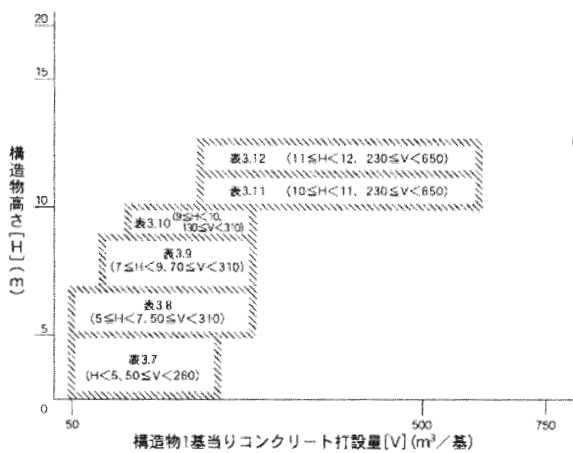 20
15
構造物高さ[H](m)
表3.12 (11≦H<12, 230≦V<650)
表3.11 (10≦H<11, 230≦V<650)
10
表3.10 (9≦H<10,
130≦V<310)
表3.9
(7≦H<9, 70≦V<310)
表3.8
(5≦H<7, 50≦V<310)
5
表3.7
(H<5, 50≦V<260)
0
50
500
750
構造物1基当りコンクリート打設量[V](m³/基)